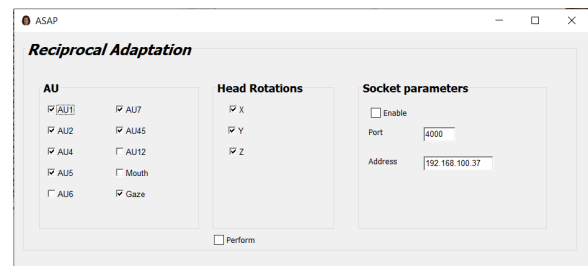 ASAP
Reciprocal Adaptation
AU
AU1
AU7
AU2
AU45
AU4
AU12
AU5
Mouth
AU6
Gaze
Head Rotations
X
Y
Z
Socket parameters
Enable
Port
4000
Address
192.168.100.37
Perform